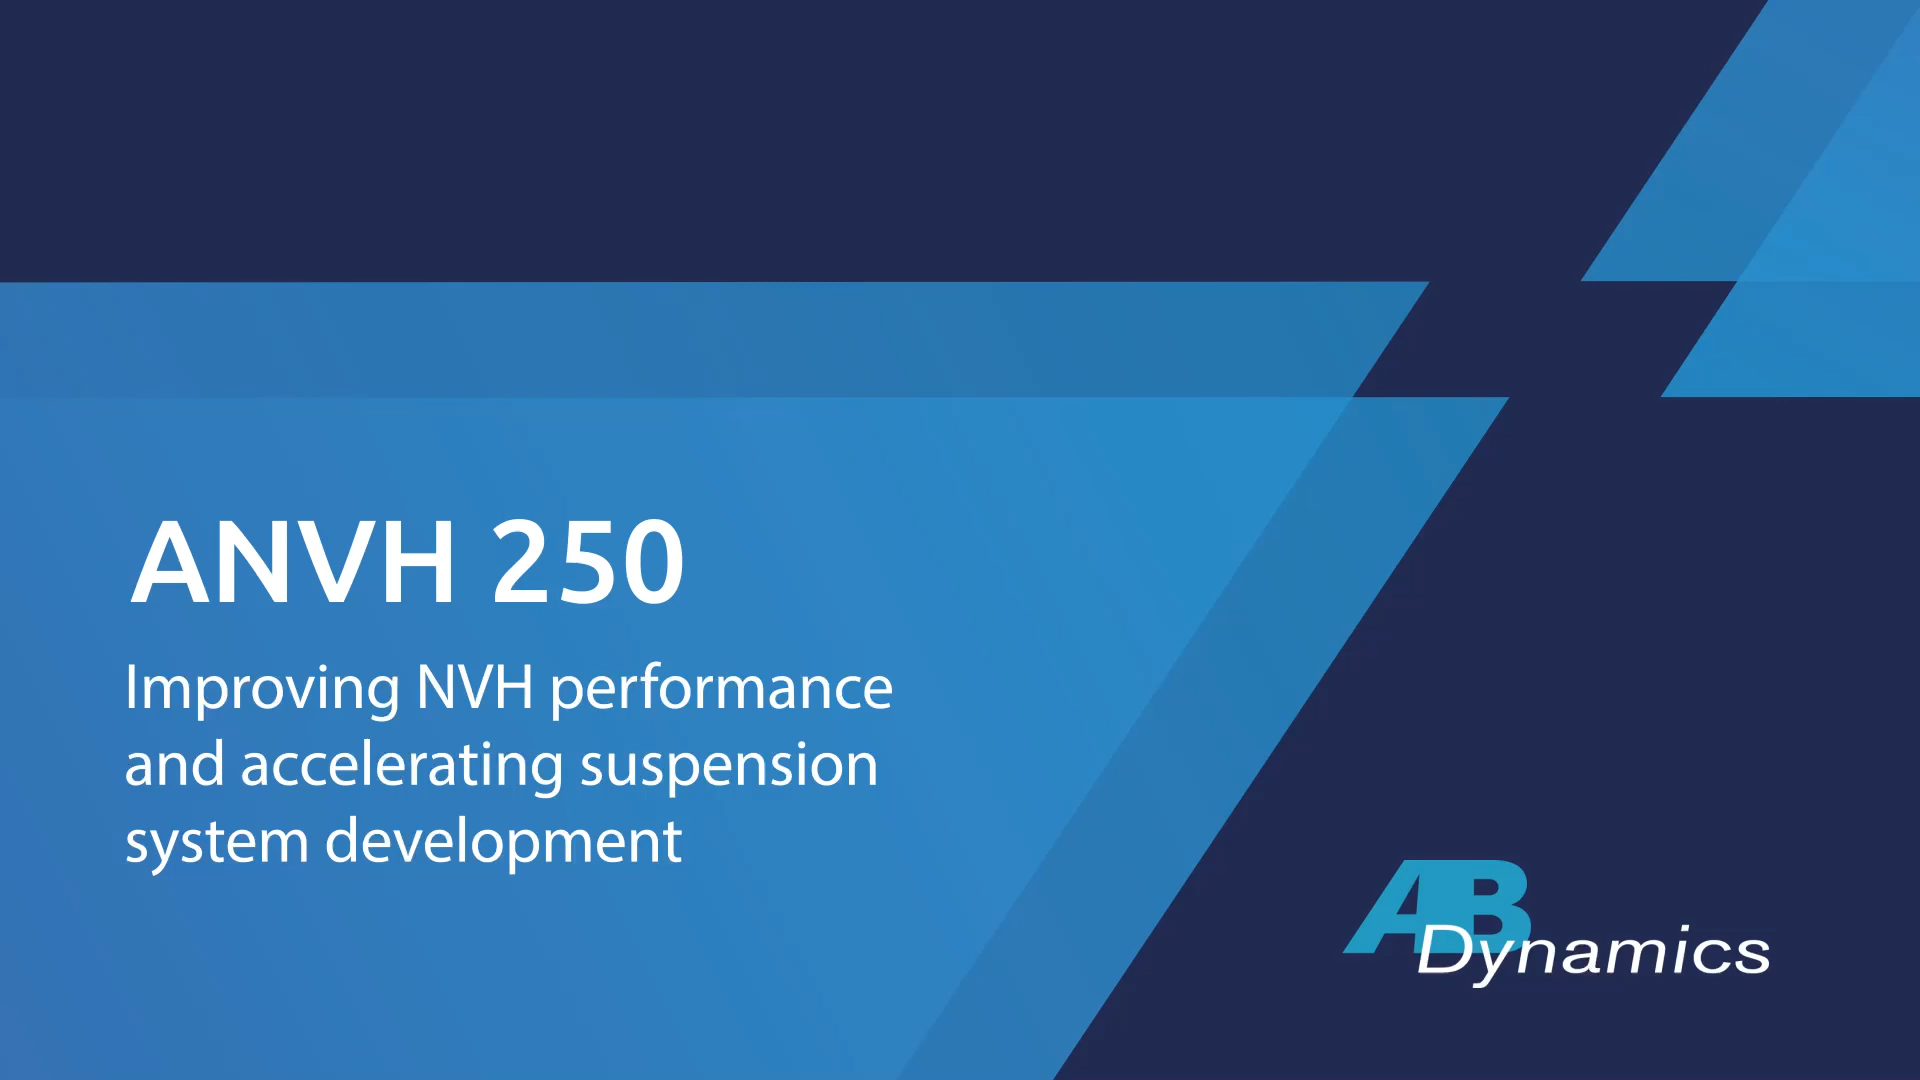 ANVH 250
Improving NVH performance
and accelerating suspension
system development
AB
Dynamics